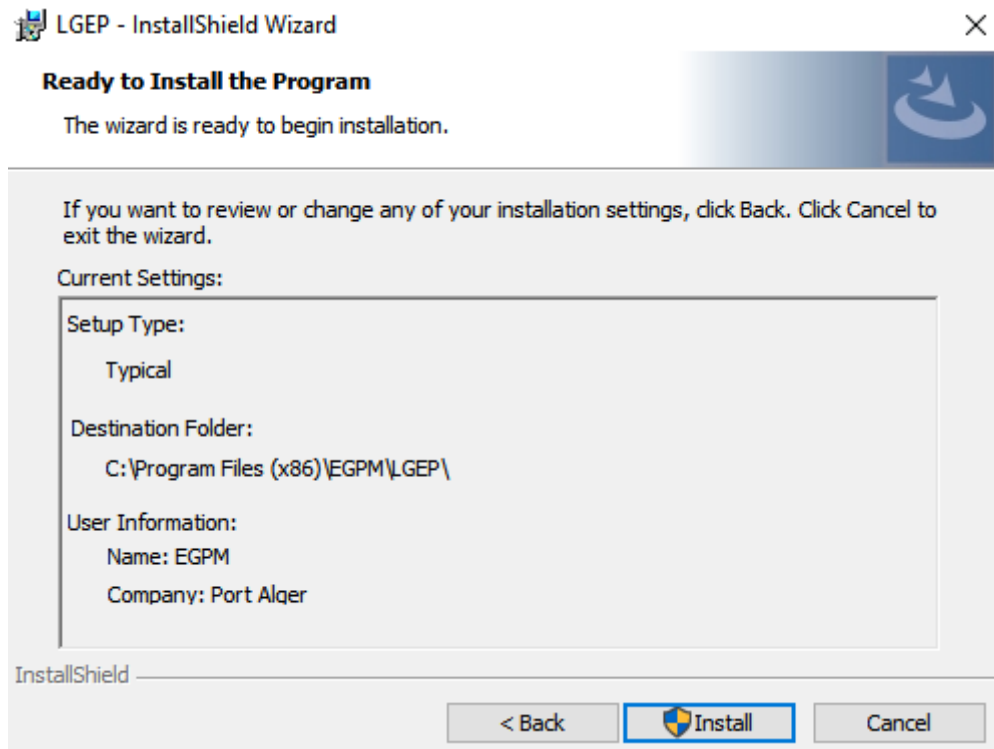 LGEP - InstallShield Wizard
Ready to Install the Program
The wizard is ready to begin installation.
If you want to review or change any of your installation settings, click Back. Click Cancel to
exit the wizard.
Current Settings:
Setup Type:
Typical
Destination Folder:
C:\Program Files (x86)\EGPM\LGEP\
User Information:
Name: EGPM
Company: Port Alger
InstallShield
< Back
Install
Cancel